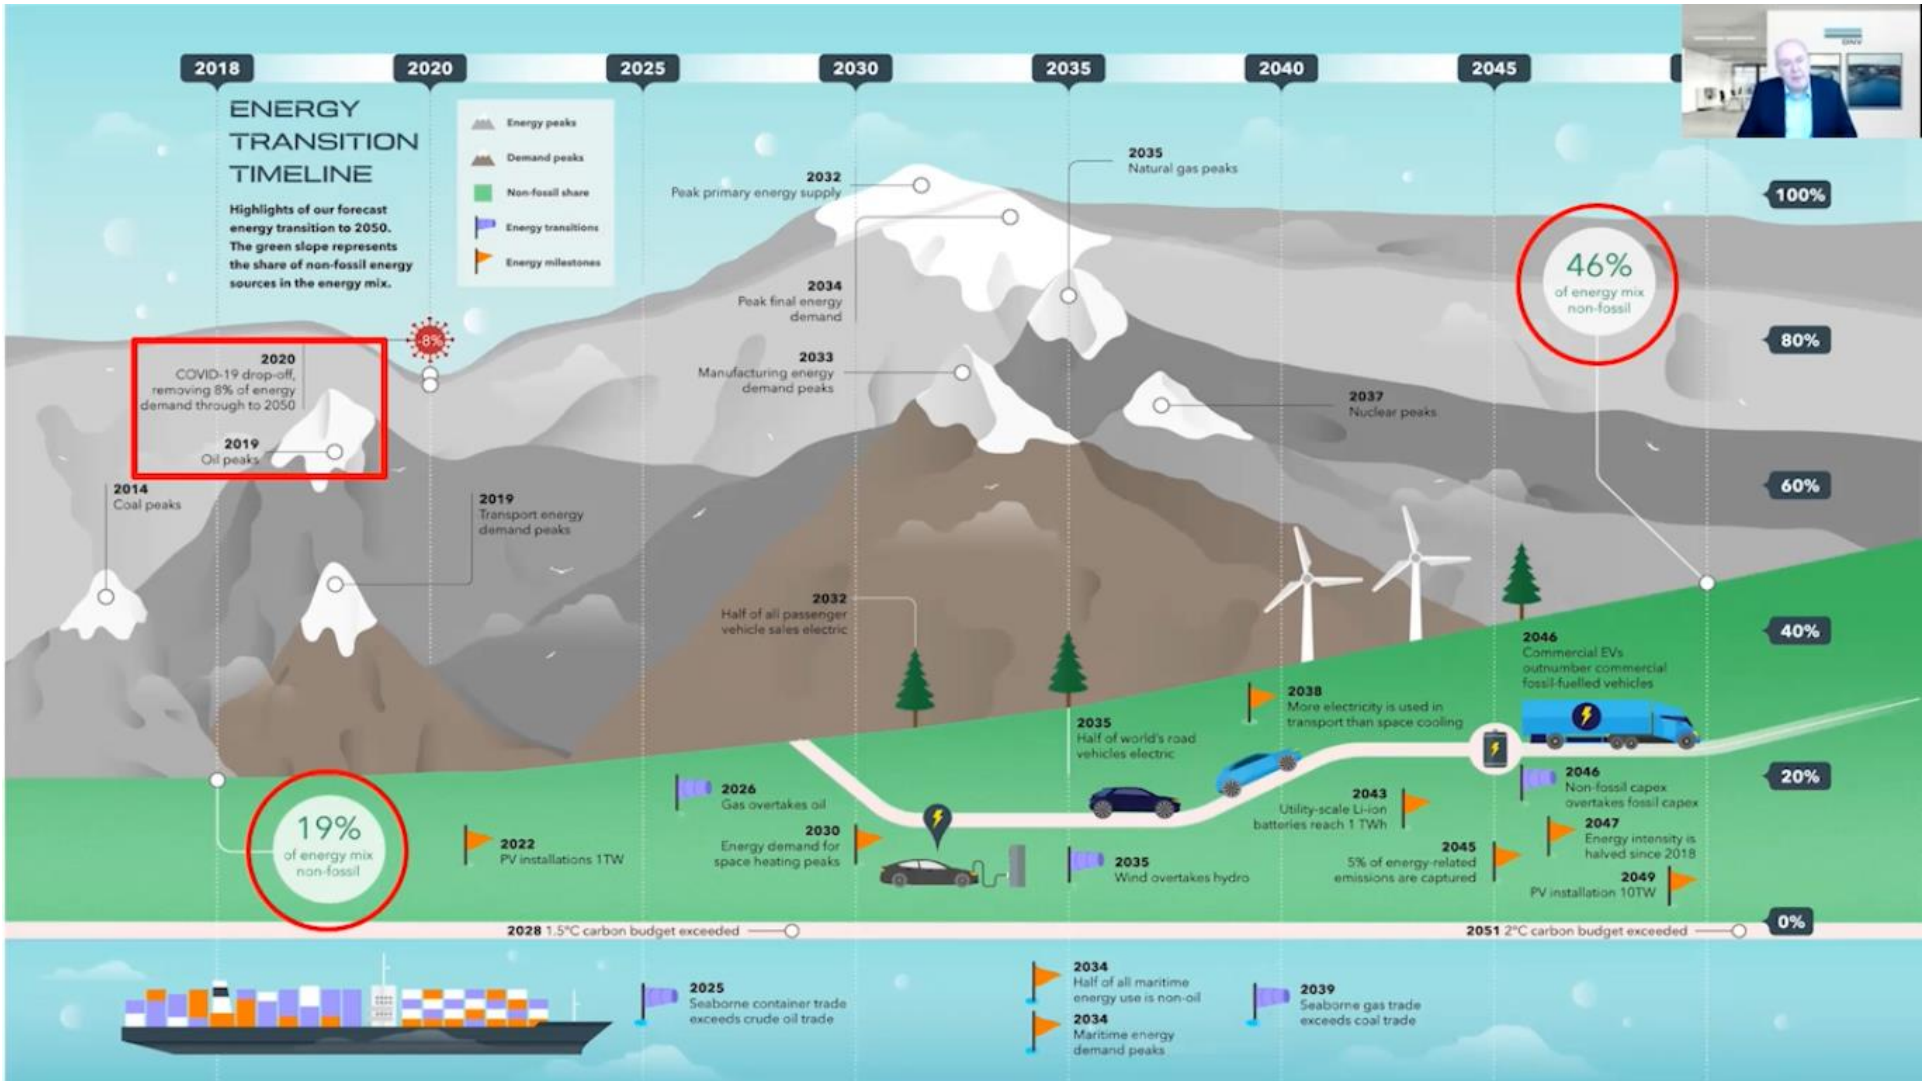 2018
2020
2025
2030
2035
2040
2045
DNV
ENERGY
TRANSITION
TIMELINE
Highlights of our forecast
energy transition to 2050.
The green slope represents
the share of non-fossil energy
sources in the energy mix.
Energy peaks
Demand peaks
Non-fossil share
Energy transitions
Energy milestones
2032
Peak primary energy supply
2035
Natural gas peaks
100%
46%
of energy mix
non-fossil
2034
Peak final energy
demand
-8%
80%
2020
COVID-19 drop-off,
removing 8% of energy
demand through to 2050
2033
Manufacturing energy
demand peaks
2037
Nuclear peaks
2019
Oil peaks
2014
Coal peaks
2019
Transport energy
demand peaks
60%
2032
Half of all passenger
vehicle sales electric
40%
2046
Commercial EVs
outnumber commercial
fossil-fuelled vehicles
2038
More electricity is used in
transport than space cooling
2035
Half of world's road
vehicles electric
20%
2026
Gas overtakes oil
2043
Utility-scale Li-ion
batteries reach 1 TWh
2046
Non-fossil capex
overtakes fossil capex
19%
of energy mix
non-fossil
2022
PV installations 1TW
2030
Energy demand for
space heating peaks
2035
Wind overtakes hydro
2045
5% of energy-related
emissions are captured
2047
Energy intensity is
halved since 2018
2049
PV installation 10TW
0%
2028 1.5°C carbon budget exceeded
2051 2°C carbon budget exceeded
2025
Seaborne container trade
exceeds crude oil trade
2034
Half of all maritime
energy use is non-oil
2034
Maritime energy
demand peaks
2039
Seaborne gas trade
exceeds coal trade